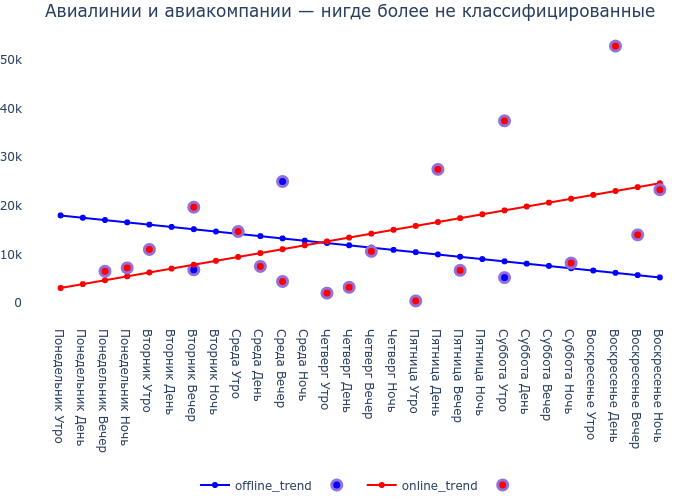 Авиалинии и авиакомпании — нигде более не классифицированные
50k
40k
30k
20k
10k
0
Понедельник Утро
Понедельник День
Понедельник Вечер
Понедельник Ночь
Вторник Утро
Вторник День
Вторник Вечер
Вторник Ночь
Среда Утро
Среда День
Среда Вечер
Среда Ночь
Четверг Утро
Четверг День
Четверг Вечер
Четверг Ночь
Пятница Утро
Пятница День
Пятница Вечер
Пятница Ночь
Суббота Утро
Суббота День
Суббота Вечер
Суббота Ночь
Воскресенье Утро
Воскресенье День
Воскресенье Вечер
Воскресенье Ночь
offline_trend
online_trend